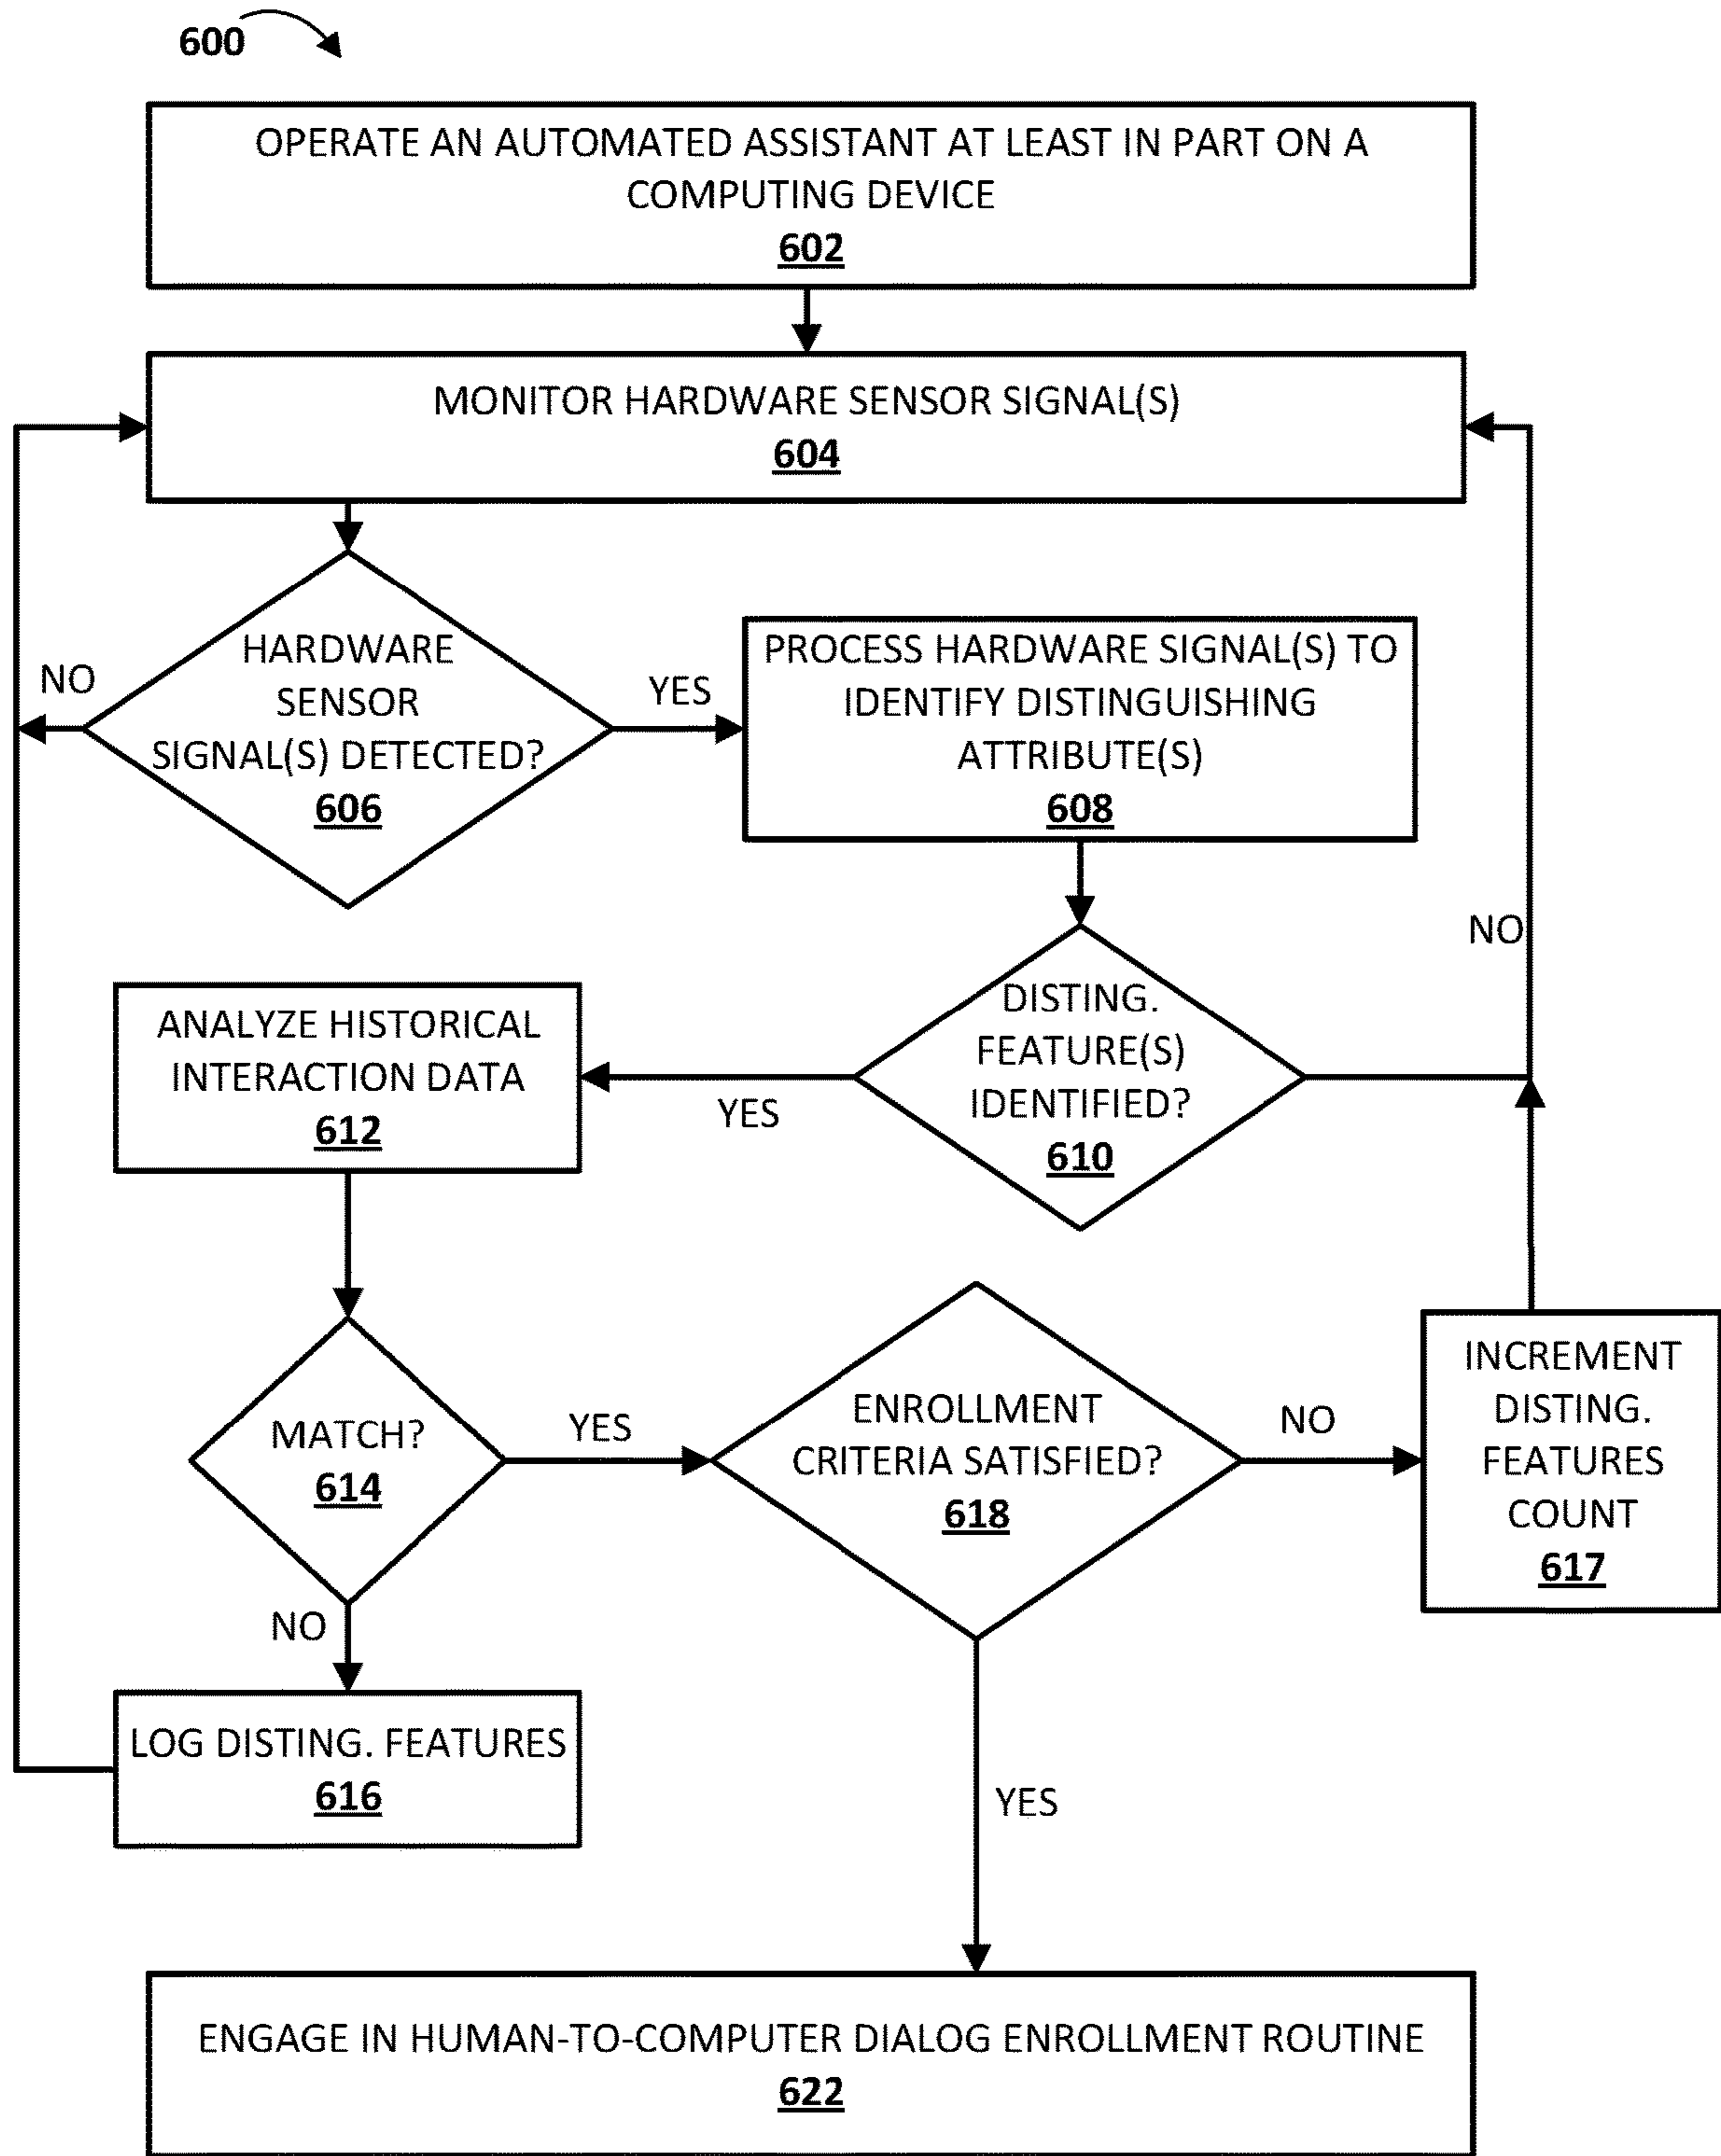 600
OPERATE AN AUTOMATED ASSISTANT AT LEAST IN PART ON A
COMPUTING DEVICE
602
MONITOR HARDWARE SENSOR SIGNAL(S)
604
HARDWARE
SENSOR
SIGNAL(S) DETECTED?
606
NO
YES
PROCESS HARDWARE SIGNAL(S) TO
IDENTIFY DISTINGUISHING
ATTRIBUTE(S)
608
DISTING.
FEATURE(S)
IDENTIFIED?
610
NO
YES
ANALYZE HISTORICAL
INTERACTION DATA
612
MATCH?
614
YES
NO
ENROLLMENT
CRITERIA SATISFIED?
618
NO
INCREMENT
DISTING.
FEATURES
COUNT
617
LOG DISTING. FEATURES
616
YES
ENGAGE IN HUMAN-TO-COMPUTER DIALOG ENROLLMENT ROUTINE
622